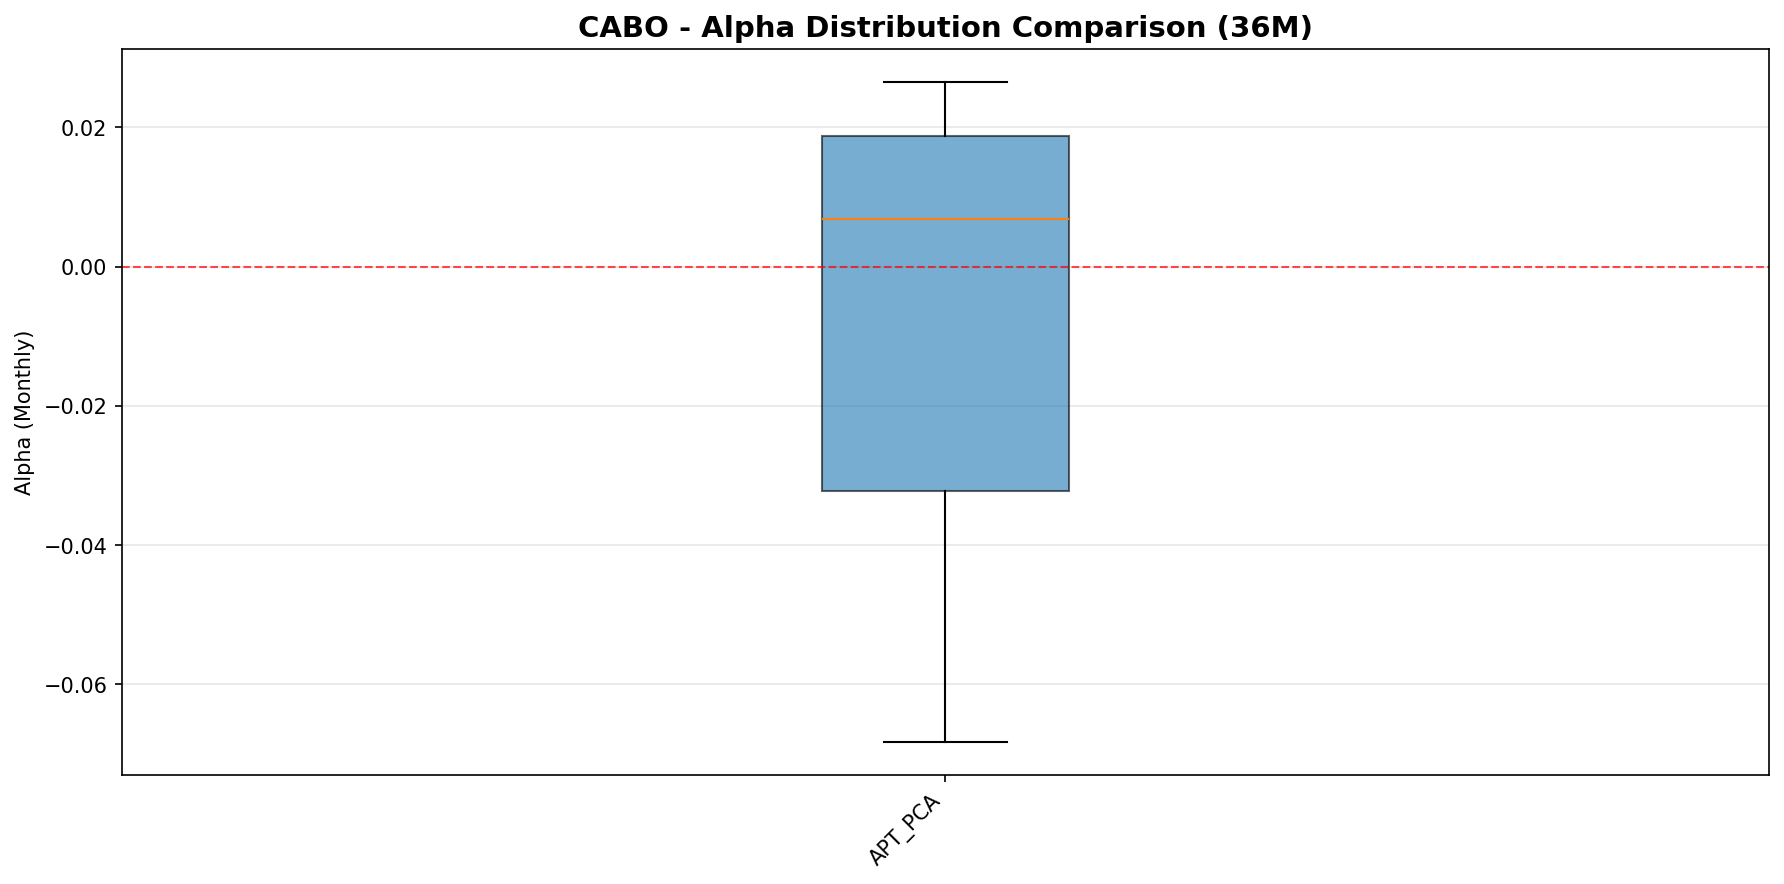 CABO - Alpha Distribution Comparison (36M)
0.02
0.00
−0.02
−0.04
−0.06
Alpha (Monthly)
APT_PCA